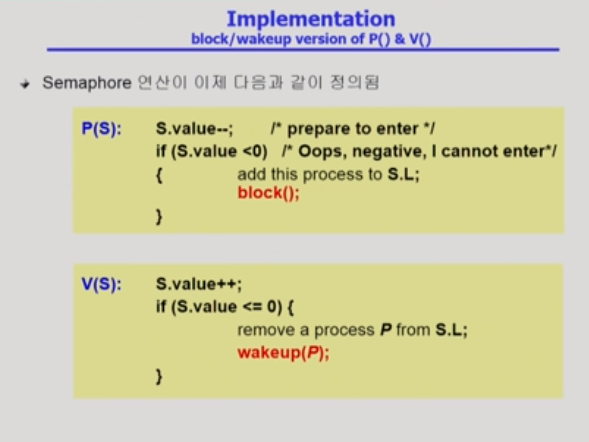 Implementation
block/wakeup version of P() & V()
Semaphore 연산이 이제 다음과 같이 정의됨
P(S): S.value--; /* prepare to enter */
if (S.value <0) /* Oops, negative, I cannot enter*/
{ add this process to S.L;
block();
}
V(S): S.value++;
if (S.value <= 0) {
remove a process P from S.L;
wakeup(P);
}